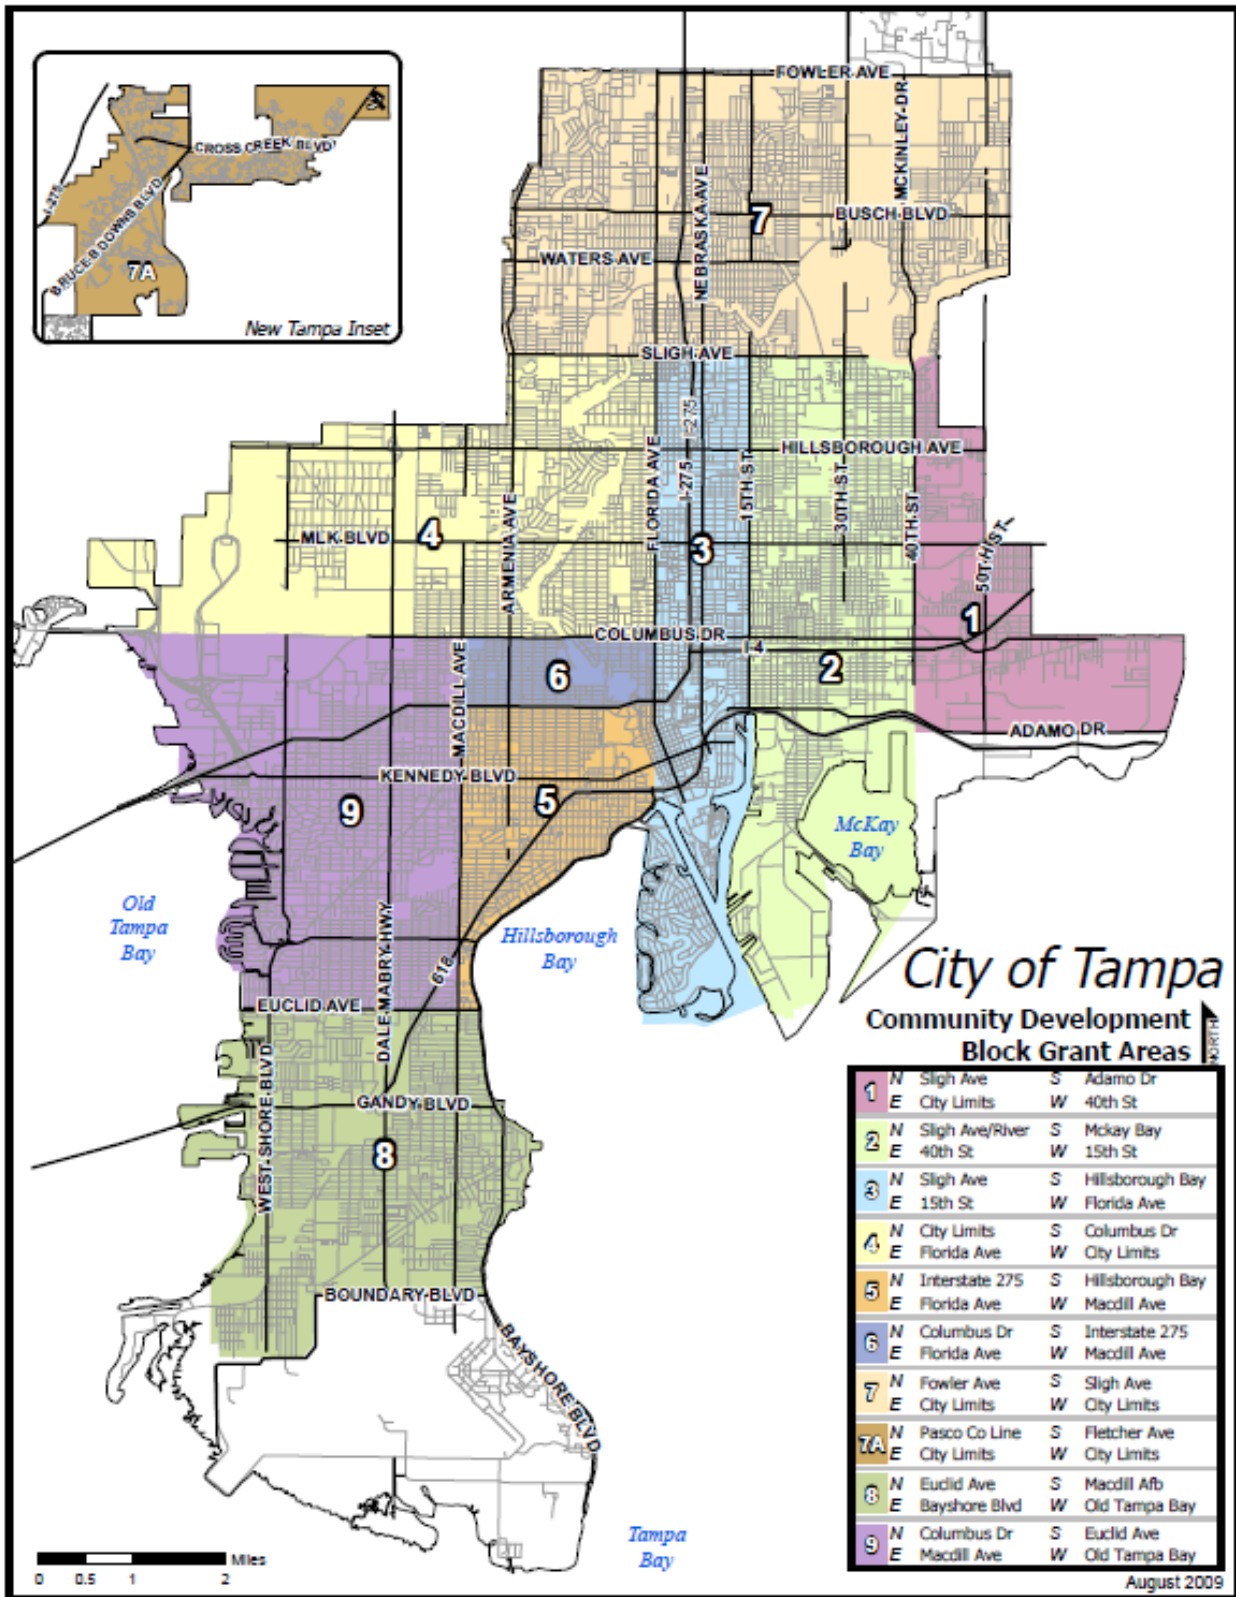 FOWLER AVE
MCKINLEY DR
CROSS CREEK BLVD
I-275
BRUCE B DOWNS BLVD
7A
New Tampa Inset
NEBRASKA AVE
7
BUSCH BLVD
WATERS AVE
SLIGH AVE
I-275
HILLSBOROUGH AVE
FLORIDA AVE
I-275
15TH ST
30TH ST
40TH ST
ARMENIA AVE
4
MLK BLVD
3
50TH ST
1
COLUMBUS DR
I-4
2
6
MACDILL AVE
ADAMO DR
KENNEDY BLVD
5
9
McKay
Bay
Old
Tampa
Bay
Hillsborough
Bay
DALE MABRY HWY
618
EUCLID AVE
WEST SHORE BLVD
GANDY BLVD
8
BOUNDARY BLVD
BAYSHORE BLVD
Tampa
Bay
City of Tampa
Community Development
Block Grant Areas
NORTH
1 N Sligh Ave S Adamo Dr
E City Limits W 40th St
2 N Sligh Ave/River S Mckay Bay
E 40th St W 15th St
3 N Sligh Ave S Hillsborough Bay
E 15th St W Florida Ave
4 N City Limits S Columbus Dr
E Florida Ave W City Limits
5 N Interstate 275 S Hillsborough Bay
E Florida Ave W Macdill Ave
6 N Columbus Dr S Interstate 275
E Florida Ave W Macdill Ave
7 N Fowler Ave S Sligh Ave
E City Limits W City Limits
7A N Pasco Co Line S Fletcher Ave
E City Limits W City Limits
8 N Euclid Ave S Macdill Afb
E Bayshore Blvd W Old Tampa Bay
9 N Columbus Dr S Euclid Ave
E Macdill Ave W Old Tampa Bay
Miles
0 0.5 1 2
August 2009